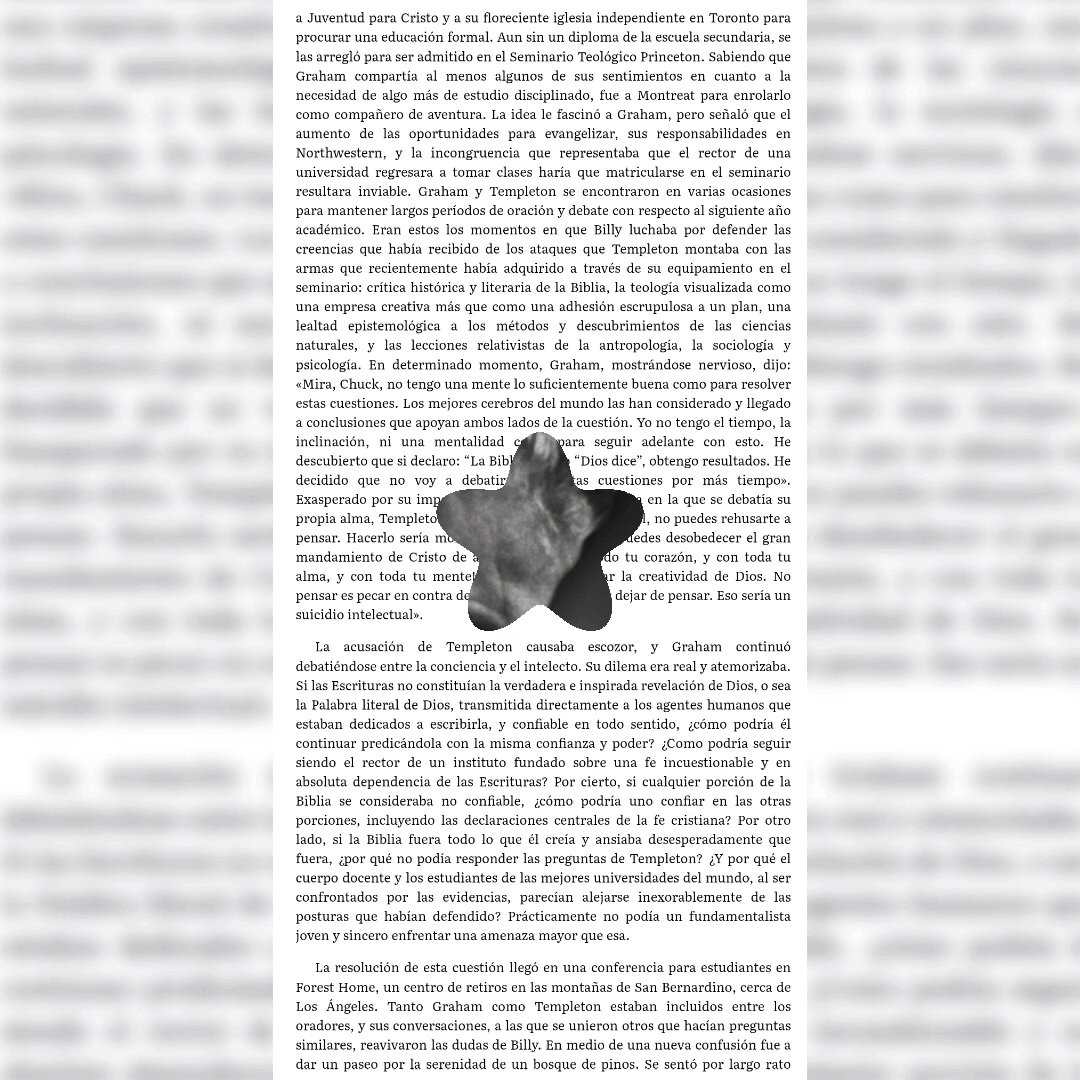 a Juventud para Cristo y a su floreciente iglesia independiente en Toronto para
procurar una educación formal. Aun sin un diploma de la escuela secundaria, se
las arregló para ser admitido en el Seminario Teológico Princeton. Sabiendo que
Graham compartía al menos algunos de sus sentimientos en cuanto a la
necesidad de algo más de estudio disciplinado, fue a Montreat para enrolarlo
como compañero de aventura. La idea le fascinó a Graham, pero señaló que el
aumento de las oportunidades para evangelizar, sus responsabilidades en
Northwestern, y la incongruencia que representaba que el rector de una
universidad regresara a tomar clases haría que matricularse en el seminario
resultara inviable. Graham y Templeton se encontraron en varias ocasiones
para mantener largos períodos de oración y debate con respecto al siguiente año
académico. Eran estos los momentos en que Billy luchaba por defender las
creencias que había recibido de los ataques que Templeton montaba con las
armas que recientemente había adquirido a través de su equipamiento en el
seminario: crítica histórica y literaria de la Biblia, la teología visualizada como
una empresa creativa más que como una adhesión escrupulosa a un plan, una
lealtad epistemológica a los métodos y descubrimientos de las ciencias
naturales, y las lecciones relativistas de la antropología, la sociología y
psicología. En determinado momento, Graham, mostrándose nervioso, dijo:
«Mira, Chuck, no tengo una mente lo suficientemente buena como para resolver
estas cuestiones. Los mejores cerebros del mundo las han considerado y llegado
a conclusiones que apoyan ambos lados de la cuestión. Yo no tengo el tiempo, la
inclinación, ni una mentalidad para seguir adelante con esto. He
descubierto que si declaro: “La “Dios dice”, obtengo resultados. He
decidido que no voy a debatir cuestiones por más tiempo».
Exasperado por su en la que se debatía su
propia alma, no puedes rehusarte a
pensar. Hacerlo sería desobedecer el gran
mandamiento de Cristo de tu corazón, y con toda tu
alma, y con toda tu la creatividad de Dios. No
pensar es pecar en contra dejar de pensar. Eso sería un
suicidio intelectual».
La acusación de Templeton causaba escozor, y Graham continuó
debatiéndose entre la conciencia y el intelecto. Su dilema era real y atemorizaba.
Si las Escrituras no constituían la verdadera e inspirada revelación de Dios, o sea
la Palabra literal de Dios, transmitida directamente a los agentes humanos que
estaban dedicados a escribirla, y confiable en todo sentido, ¿cómo podría él
continuar predicándola con la misma confianza y poder? ¿Como podría seguir
siendo el rector de un instituto fundado sobre una fe incuestionable y en
absoluta dependencia de las Escrituras? Por cierto, si cualquier porción de la
Biblia se consideraba no confiable, ¿cómo podría uno confiar en las otras
porciones, incluyendo las declaraciones centrales de la fe cristiana? Por otro
lado, si la Biblia fuera todo lo que él creía y ansiaba desesperadamente que
fuera, ¿por qué no podía responder las preguntas de Templeton? ¿Y por qué el
cuerpo docente y los estudiantes de las mejores universidades del mundo, al ser
confrontados por las evidencias, parecían alejarse inexorablemente de las
posturas que habían defendido? Prácticamente no podía un fundamentalista
joven y sincero enfrentar una amenaza mayor que esa.
La resolución de esta cuestión llegó en una conferencia para estudiantes en
Forest Home, un centro de retiros en las montañas de San Bernardino, cerca de
Los Ángeles. Tanto Graham como Templeton estaban incluidos entre los
oradores, y sus conversaciones, a las que se unieron otros que hacían preguntas
similares, reavivaron las dudas de Billy. En medio de una nueva confusión fue a
dar un paseo por la serenidad de un bosque de pinos. Se sentó por largo rato